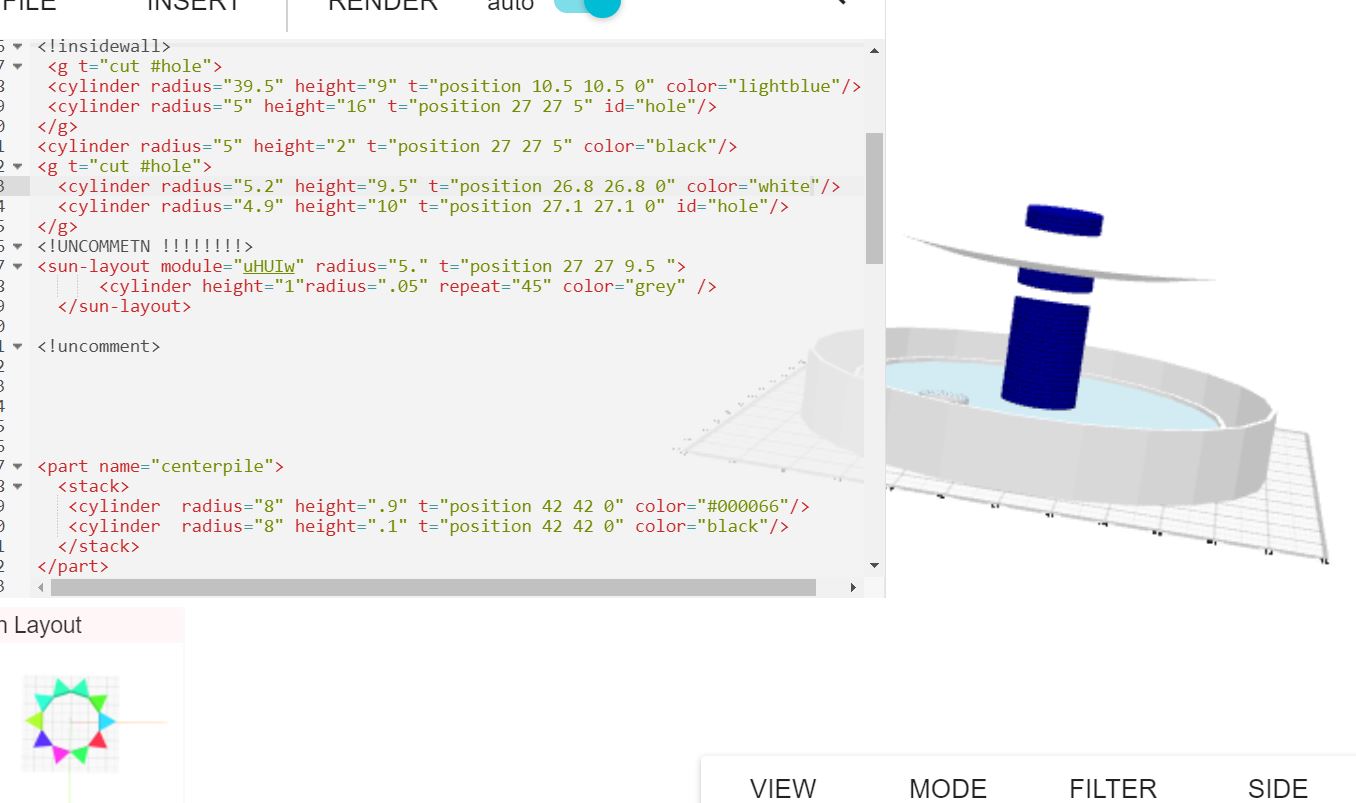 FILE INSERT RENDER auto
<!insidewall>
<g t="cut #hole">
<cylinder radius="39.5" height="9" t="position 10.5 10.5 0" color="lightblue"/>
<cylinder radius="5" height="16" t="position 27 27 5" id="hole"/>
</g>
<cylinder radius="5" height="2" t="position 27 27 5" color="black"/>
<g t="cut #hole">
<cylinder radius="5.2" height="9.5" t="position 26.8 26.8 0" color="white"/>
<cylinder radius="4.9" height="10" t="position 27.1 27.1 0" id="hole"/>
</g>
<!UNCOMMETN !!!!!!!!>
<sun-layout module="uHUIw" radius="5." t="position 27 27 9.5 ">
<cylinder height="1"radius=".05" repeat="45" color="grey" />
</sun-layout>
<!uncomment>
<part name="centerpile">
<stack>
<cylinder  radius="8" height=".9" t="position 42 42 0" color="#000066"/>
<cylinder  radius="8" height=".1" t="position 42 42 0" color="black"/>
</stack>
</part>
n Layout
VIEW MODE FILTER SIDE